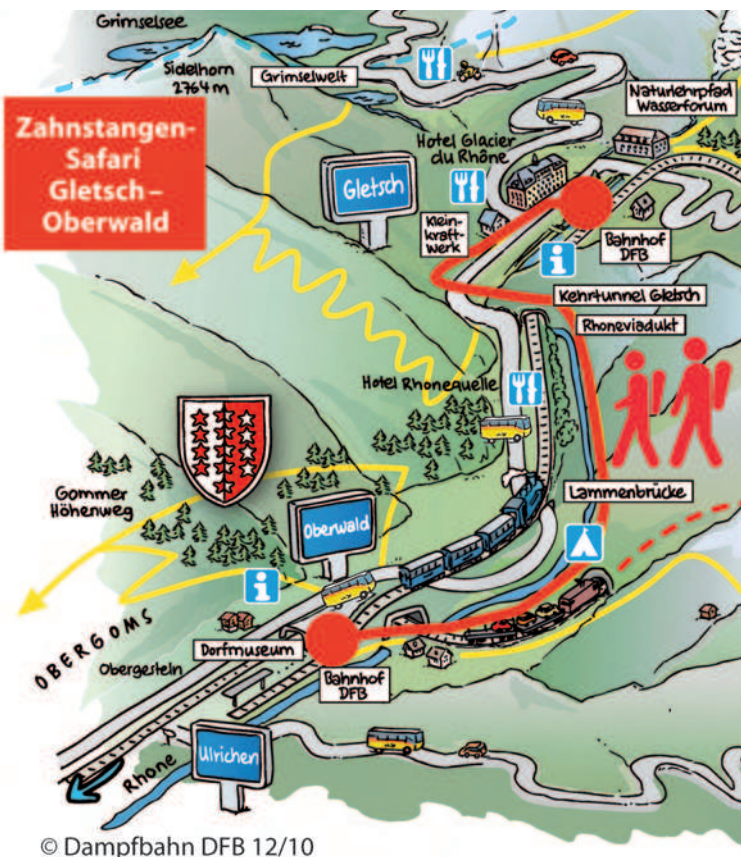 Grimselsee
Sidelhorn
2764 m
Grimselwelt
Zahnstangen-
Safari
Gletsch –
Oberwald
Naturlehrpfad
Wasserforum
Hotel Glacier
du Rhône
Gletsch
Klein-
kraft-
werk
Bahnhof
DFB
i
Kehrtunnel Gletsch
Rhoneviadukt
Hotel Rhonequelle
Gommer
Höhenweg
Lammenbrücke
Oberwald
i
OBERGOMS
Dorfmuseum
Obergesteln
Bahnhof
DFB
Ulrichen
Rhone
© Dampfbahn DFB 12/10